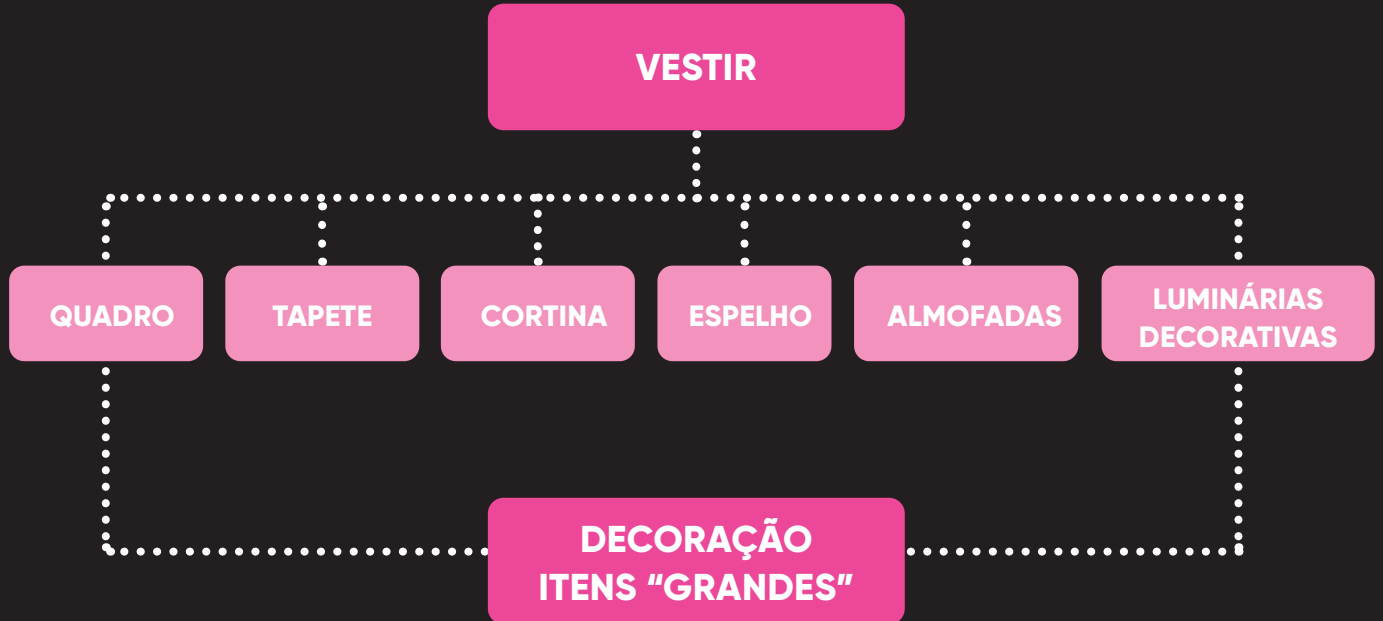 VESTIR
QUADRO
TAPETE
CORTINA
ESPELHO
ALMOFADAS
LUMINÁRIAS
DECORATIVAS
DECORAÇÃO
ITENS “GRANDES”